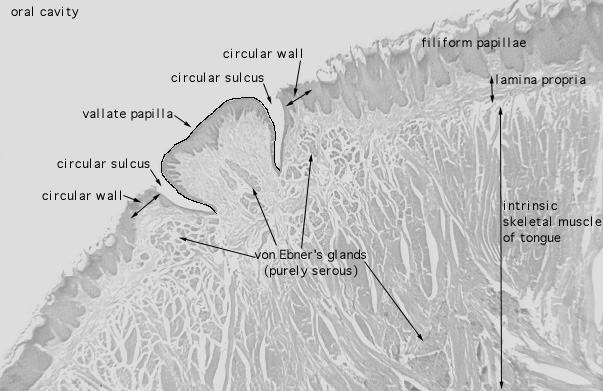 oral cavity
filiform papillae
circular wall
circular sulcus
lamina propria
vallate papilla
circular sulcus
circular wall
intrinsic
skeletal muscle
of tongue
von Ebner's glands
(purely serous)